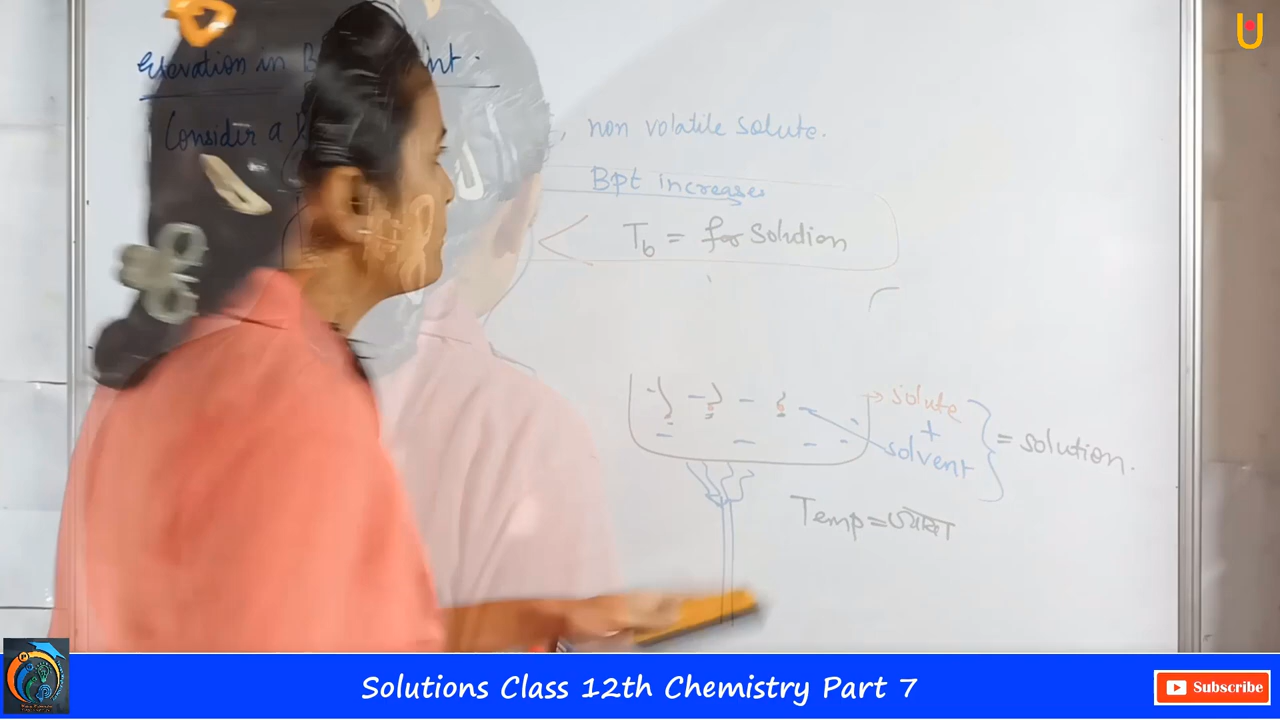 Elevation in
Consider a
, non volatile solute.
Bpt increases
< Tb = for Solution
solute
+
solvent
= solution.
Temp = ज्यादा
Solutions Class 12th Chemistry Part 7
Subscribe